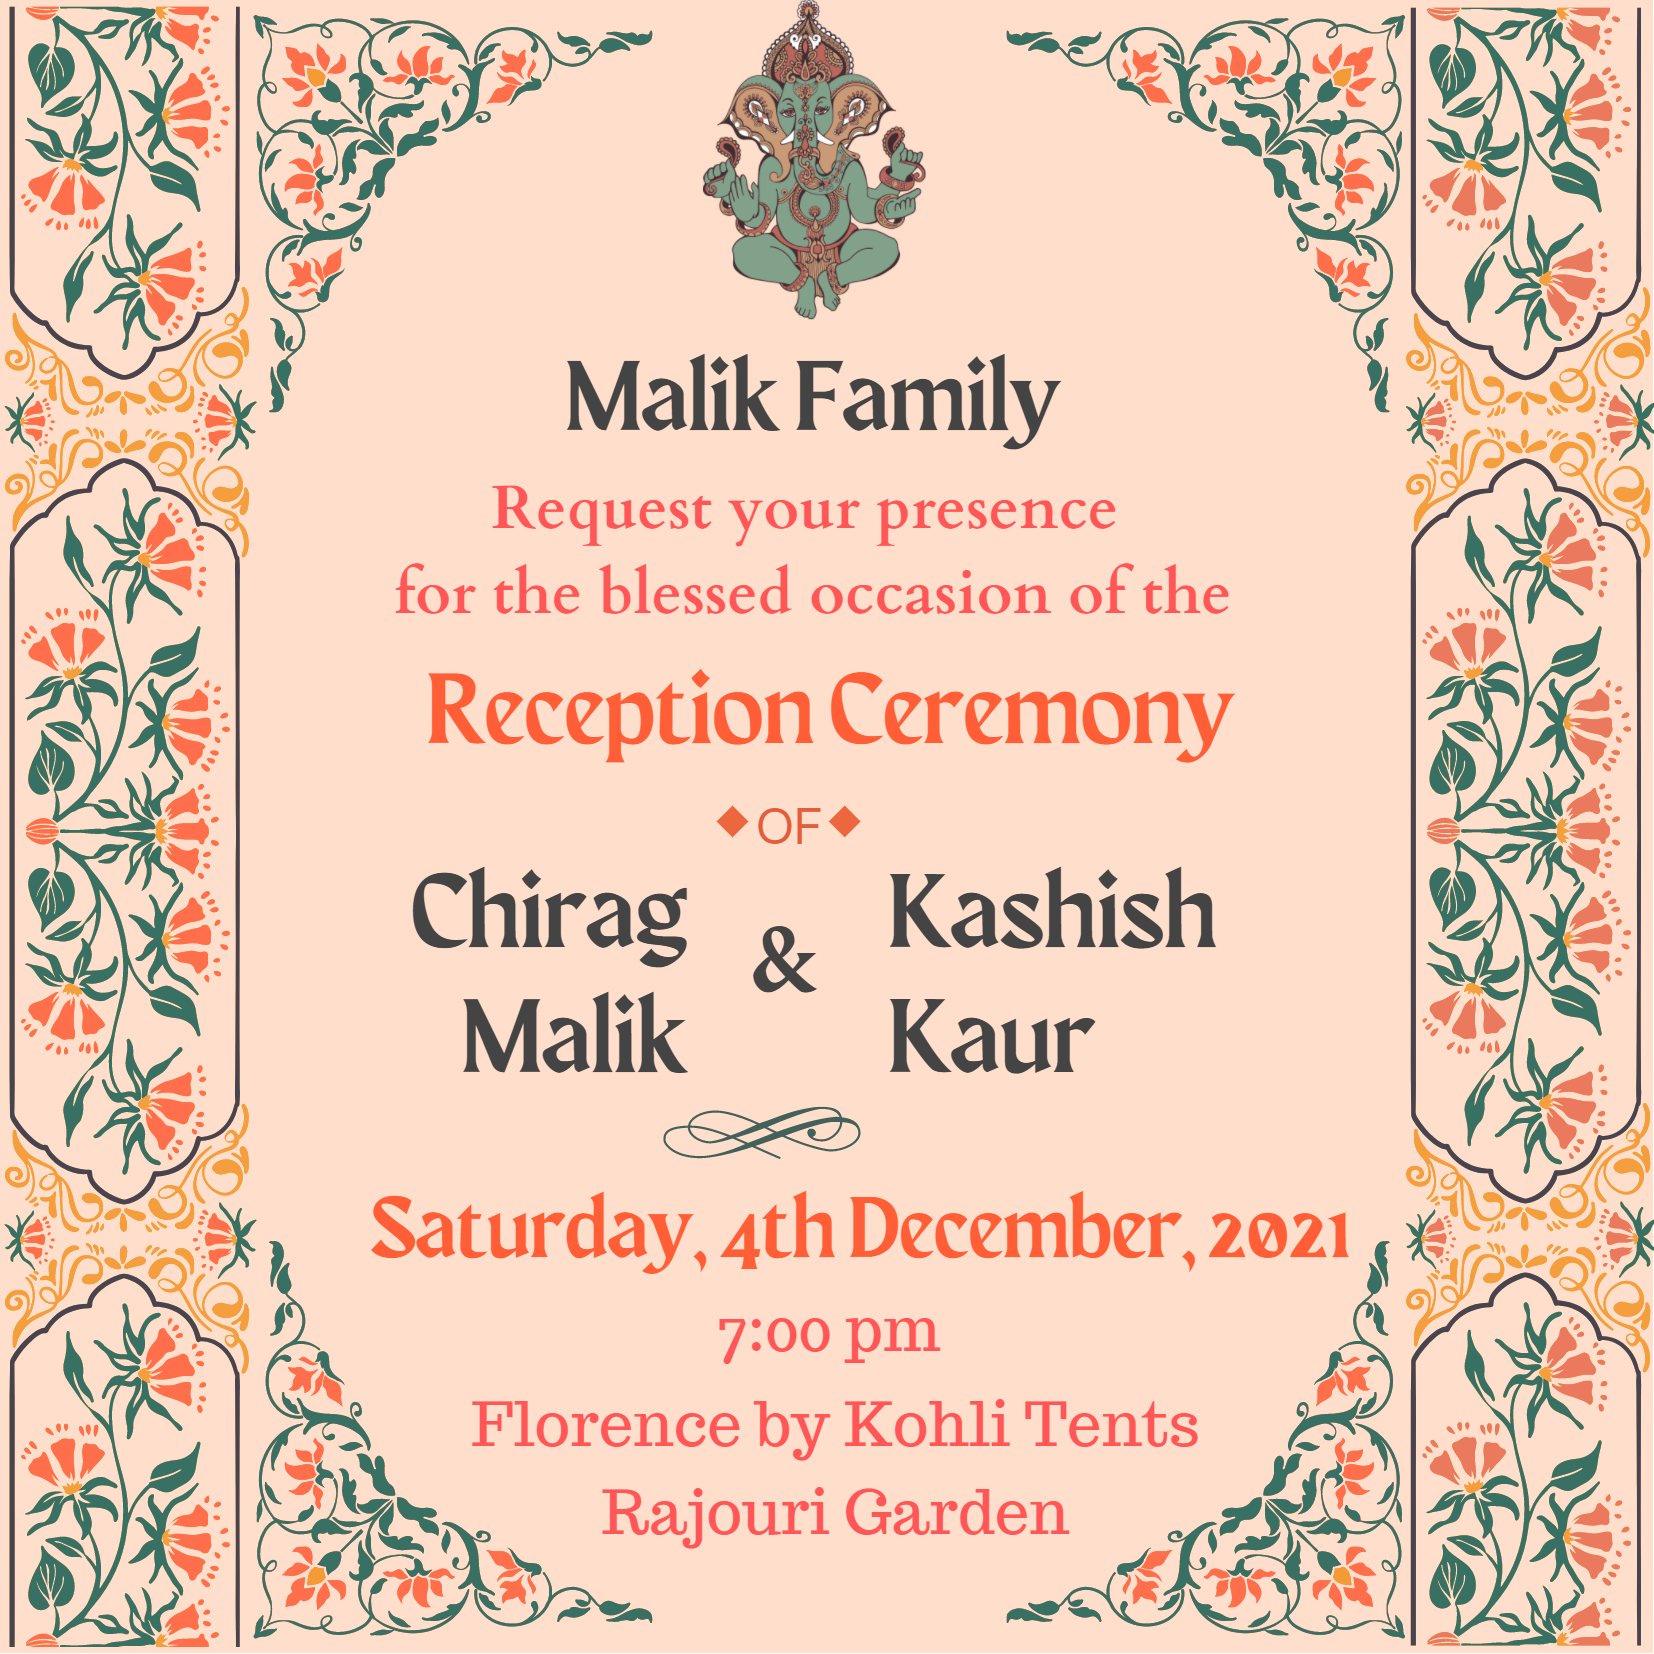 Malik Family
Request your presence
for the blessed occasion of the
Reception Ceremony
OF
Chirag
Malik
&
Kashish
Kaur
Saturday, 4th December, 2021
7:00 pm
Florence by Kohli Tents
Rajouri Garden